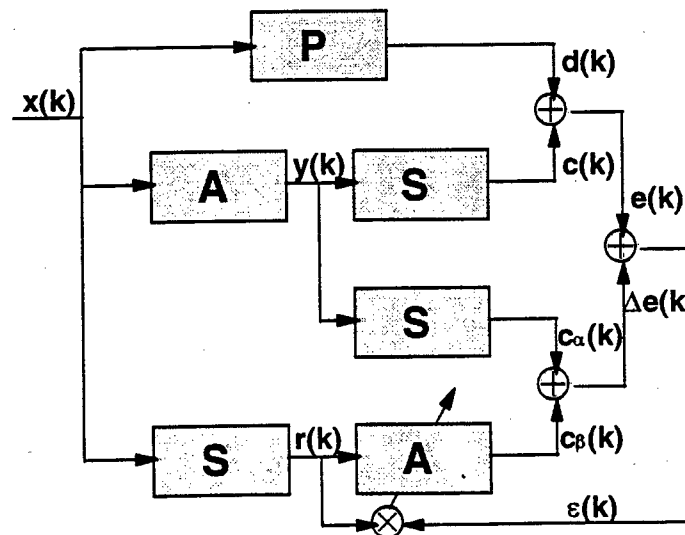 P
d(k)
x(k)
A
y(k)
S
c(k)
e(k)
S
Δe(k
cα(k)
S
r(k)
A
cβ(k)
ε(k)